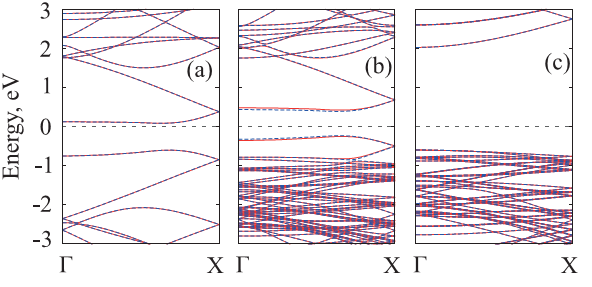 3
2
1
0
-1
-2
-3
Energy, eV
(a)
(b)
(c)
Γ X Γ X Γ X